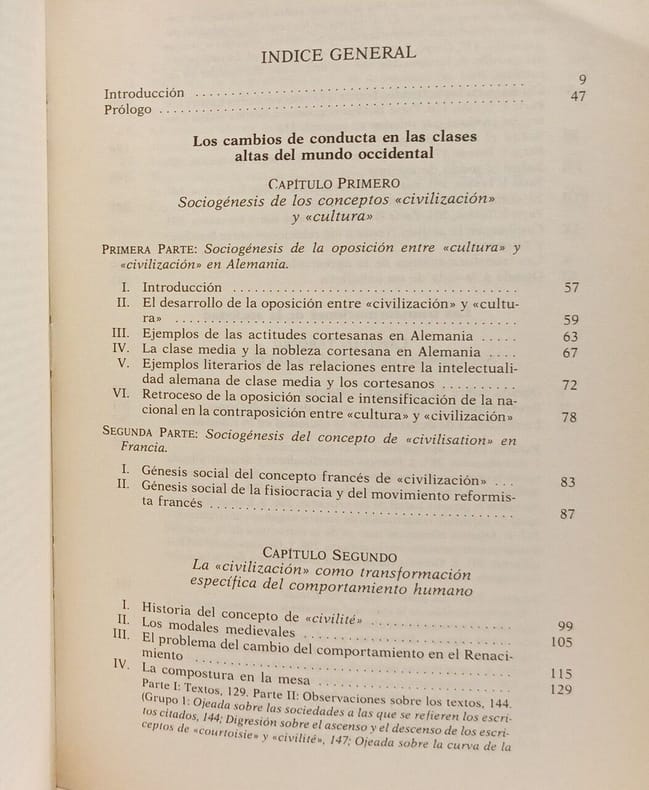 INDICE GENERAL
Introducción ........................................ 9
Prólogo ............................................. 47
Los cambios de conducta en las clases
altas del mundo occidental
CAPÍTULO PRIMERO
Sociogénesis de los conceptos «civilización»
y «cultura»
PRIMERA PARTE: Sociogénesis de la oposición entre «cultura» y
«civilización» en Alemania.
I. Introducción ........................................ 57
II. El desarrollo de la oposición entre «civilización» y «cultu-
ra» ........................................ 59
III. Ejemplos de las actitudes cortesanas en Alemania ..... 63
IV. La clase media y la nobleza cortesana en Alemania .... 67
V. Ejemplos literarios de las relaciones entre la intelectuali-
dad alemana de clase media y los cortesanos .......... 72
VI. Retroceso de la oposición social e intensificación de la na-
cional en la contraposición entre «cultura» y «civilización» 78
SEGUNDA PARTE: Sociogénesis del concepto de «civilisation» en
Francia.
I. Génesis social del concepto francés de «civilización» ... 83
II. Génesis social de la fisiocracia y del movimiento reformis-
ta francés ........................................ 87
CAPÍTULO SEGUNDO
La «civilización» como transformación
específica del comportamiento humano
I. Historia del concepto de «civilité» .................... 99
II. Los modales medievales .............................. 105
III. El problema del cambio del comportamiento en el Renaci-
miento ........................................ 115
IV. La compostura en la mesa ............................ 129
Parte I: Textos, 129. Parte II: Observaciones sobre los textos, 144.
(Grupo 1: Ojeada sobre las sociedades a las que se refieren los escri-
tos citados, 144; Digresión sobre el ascenso y el descenso de los escri-
ceptos de «courtoisie» y «civilité», 147; Ojeada sobre la curva de la